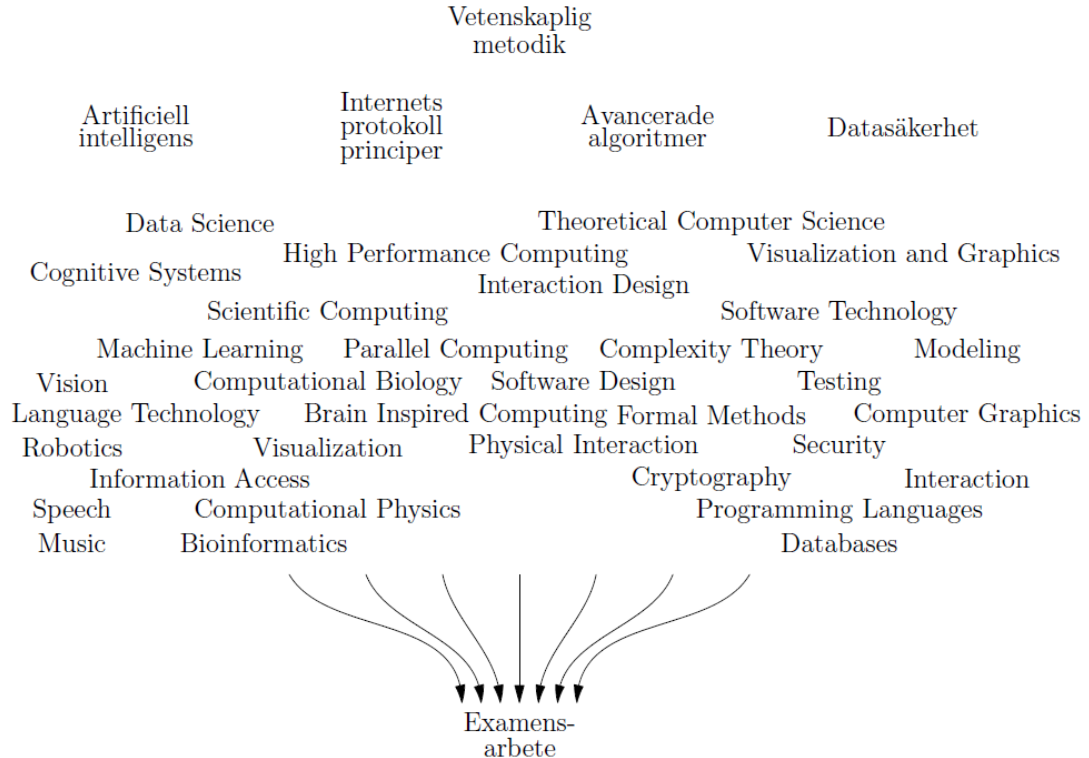 Vetenskaplig
metodik
Artificiell
intelligens
Internets
protokoll
principer
Avancerade
algoritmer
Datasäkerhet
Data Science
Theoretical Computer Science
High Performance Computing
Visualization and Graphics
Cognitive Systems
Interaction Design
Scientific Computing
Software Technology
Machine Learning
Parallel Computing
Complexity Theory
Modeling
Vision
Computational Biology
Software Design
Testing
Language Technology
Brain Inspired Computing
Formal Methods
Computer Graphics
Robotics
Visualization
Physical Interaction
Security
Information Access
Cryptography
Interaction
Speech
Computational Physics
Programming Languages
Music
Bioinformatics
Databases
Examens-
arbete